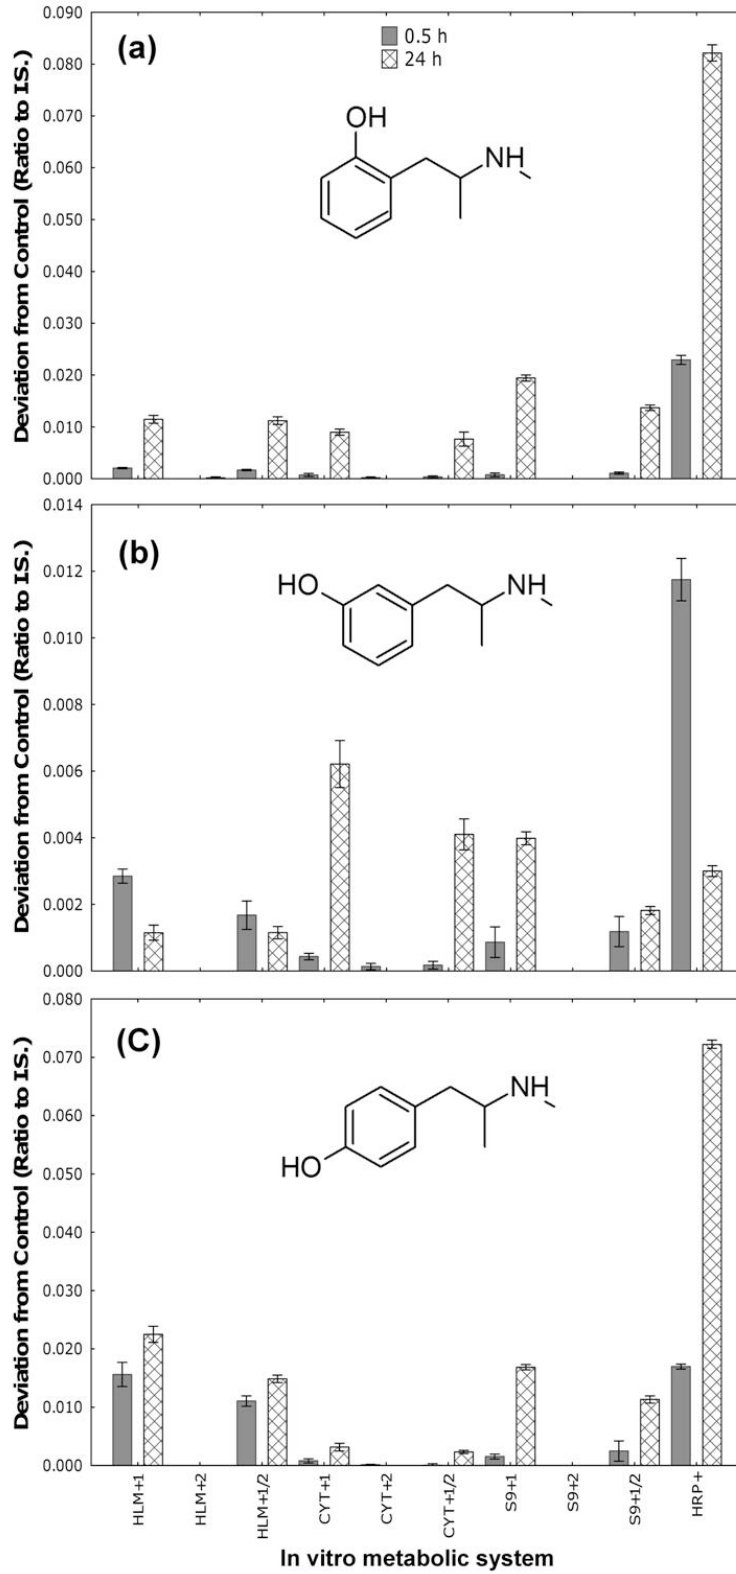 (a)
0.5 h
24 h
OH
NH
Deviation from Control (Ratio to I.S.)
0.090
0.080
0.070
0.060
0.050
0.040
0.030
0.020
0.010
0.000
(b)
HO
NH
Deviation from Control (Ratio to I.S.)
0.014
0.012
0.010
0.008
0.006
0.004
0.002
0.000
(C)
NH
HO
Deviation from Control (Ratio to I.S.)
0.080
0.070
0.060
0.050
0.040
0.030
0.020
0.010
0.000
HLM+1
HLM+2
HLM+1/2
CYT+1
CYT+2
CYT+1/2
S9+1
S9+2
S9+1/2
HRP+
In vitro metabolic system